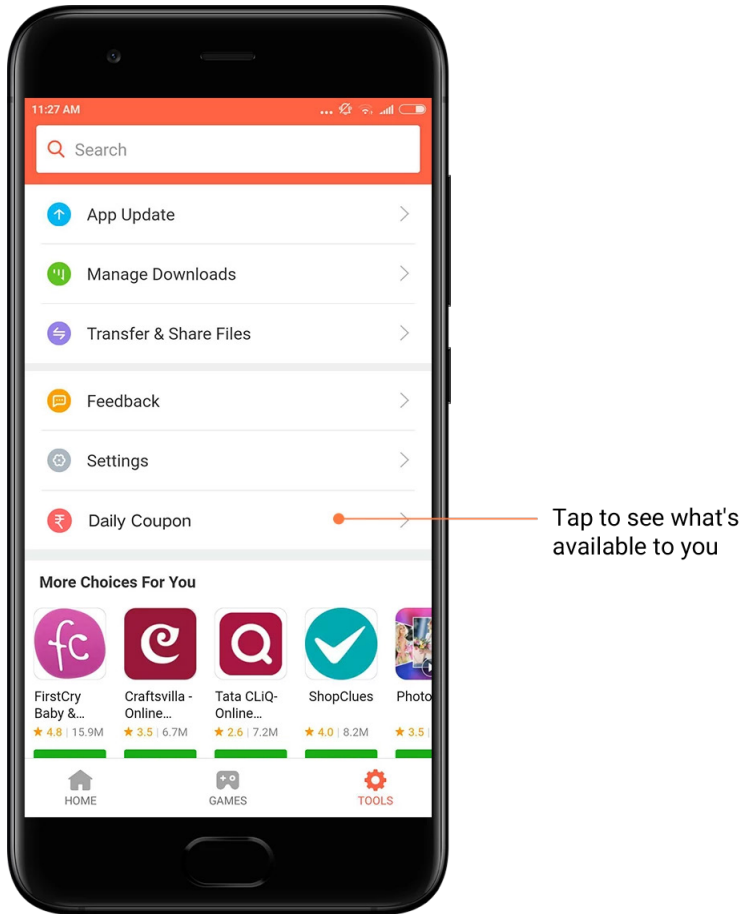 11:27 AM
Search
App Update
Manage Downloads
Transfer & Share Files
Feedback
Settings
₹ Daily Coupon
Tap to see what's
available to you
More Choices For You
fc
e
Q
FirstCry
Baby &...
Craftsvilla -
Online...
Tata CLiQ-
Online...
ShopClues
Photo
★ 4.8 | 15.9M
★ 3.5 | 6.7M
★ 2.6 | 7.2M
★ 4.0 | 8.2M
★ 3.5 |
HOME
GAMES
TOOLS